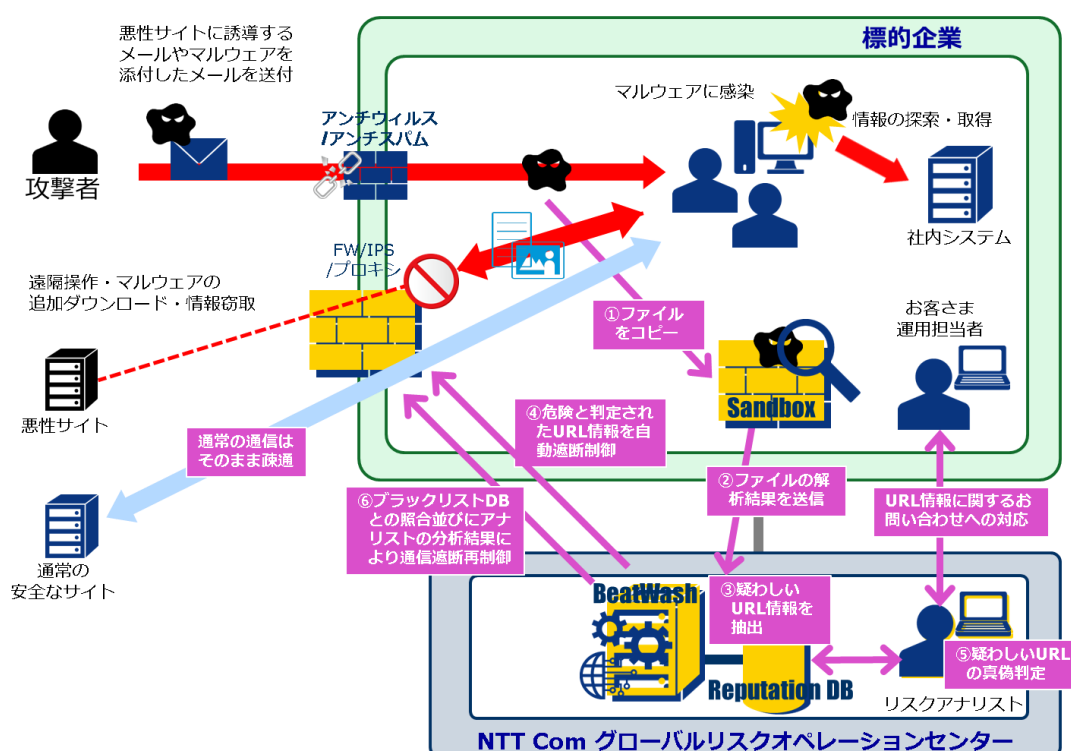 悪性サイトに誘導する
メールやマルウェアを
添付したメールを送付
標的企業
マルウェアに感染
情報の探索・取得
アンチウィルス
/アンチスパム
攻撃者
社内システム
FW/IPS
/プロキシ
遠隔操作・マルウェアの
追加ダウンロード・情報窃取
①ファイル
をコピー
お客さま
運用担当者
Sandbox
悪性サイト
通常の通信は
そのまま疎通
④危険と判定され
たURL情報を自
動遮断制御
②ファイルの解
析結果を送信
⑥ブラックリストDB
との照合並びにアナ
リストの分析結果に
より通信遮断再制御
URL情報に関するお
問い合わせへの対応
通常の
安全なサイト
BeatWash
③疑わしい
URL情報を
抽出
⑤疑わしいURL
の真偽判定
Reputation DB
リスクアナリスト
NTT Com グローバルリスクオペレーションセンター